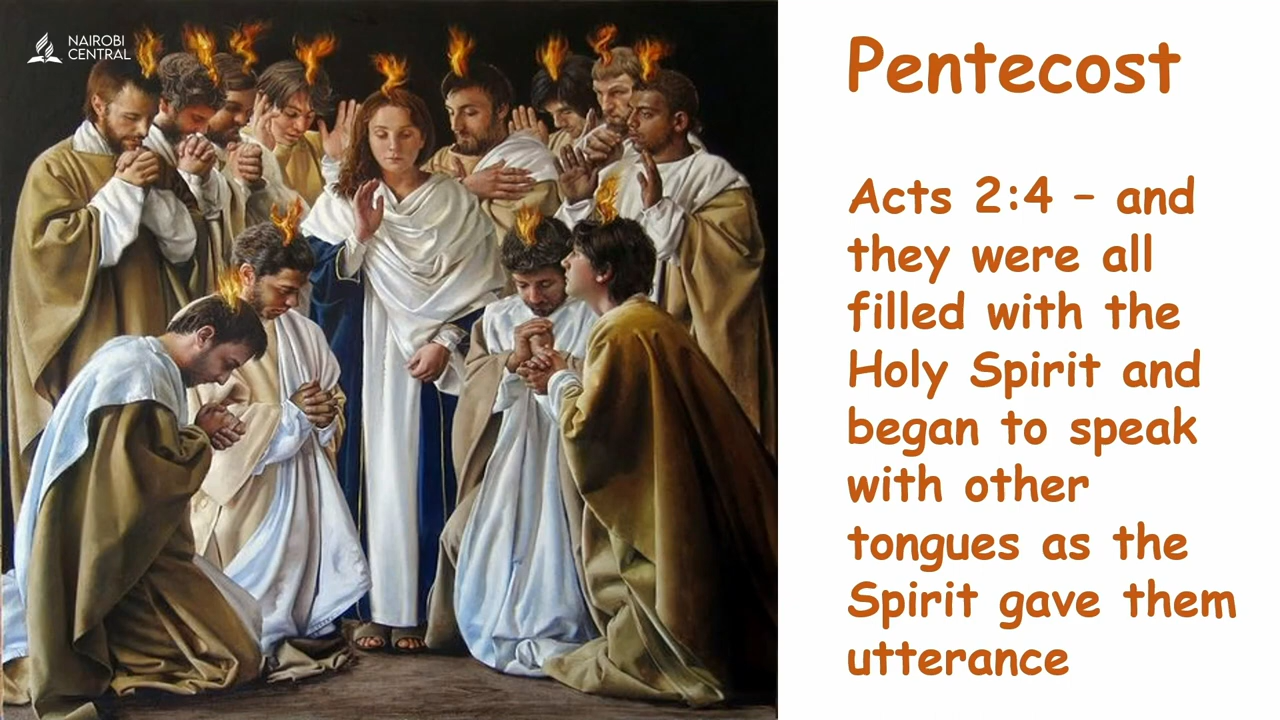 NAIROBI
CENTRAL
Pentecost
Acts 2:4 – and
they were all
filled with the
Holy Spirit and
began to speak
with other
tongues as the
Spirit gave them
utterance